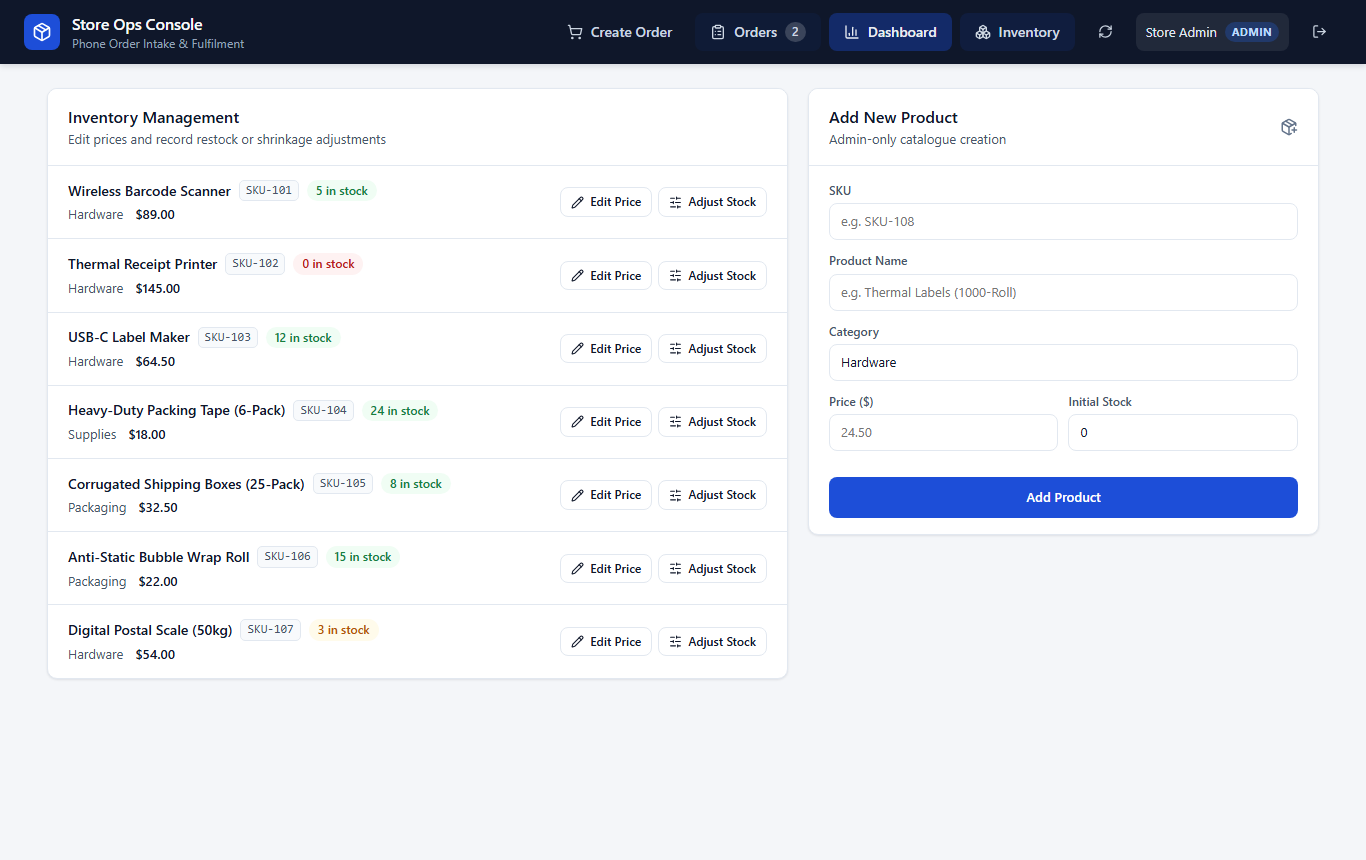 Store Ops Console
Phone Order Intake & Fulfilment
Create Order
Orders 2
Dashboard
Inventory
Store Admin ADMIN
Inventory Management
Edit prices and record restock or shrinkage adjustments
Wireless Barcode Scanner SKU-101 5 in stock
Hardware $89.00
Edit Price Adjust Stock
Thermal Receipt Printer SKU-102 0 in stock
Hardware $145.00
Edit Price Adjust Stock
USB-C Label Maker SKU-103 12 in stock
Hardware $64.50
Edit Price Adjust Stock
Heavy-Duty Packing Tape (6-Pack) SKU-104 24 in stock
Supplies $18.00
Edit Price Adjust Stock
Corrugated Shipping Boxes (25-Pack) SKU-105 8 in stock
Packaging $32.50
Edit Price Adjust Stock
Anti-Static Bubble Wrap Roll SKU-106 15 in stock
Packaging $22.00
Edit Price Adjust Stock
Digital Postal Scale (50kg) SKU-107 3 in stock
Hardware $54.00
Edit Price Adjust Stock
Add New Product
Admin-only catalogue creation
SKU
e.g. SKU-108
Product Name
e.g. Thermal Labels (1000-Roll)
Category
Hardware
Price ($) Initial Stock
24.50 0
Add Product